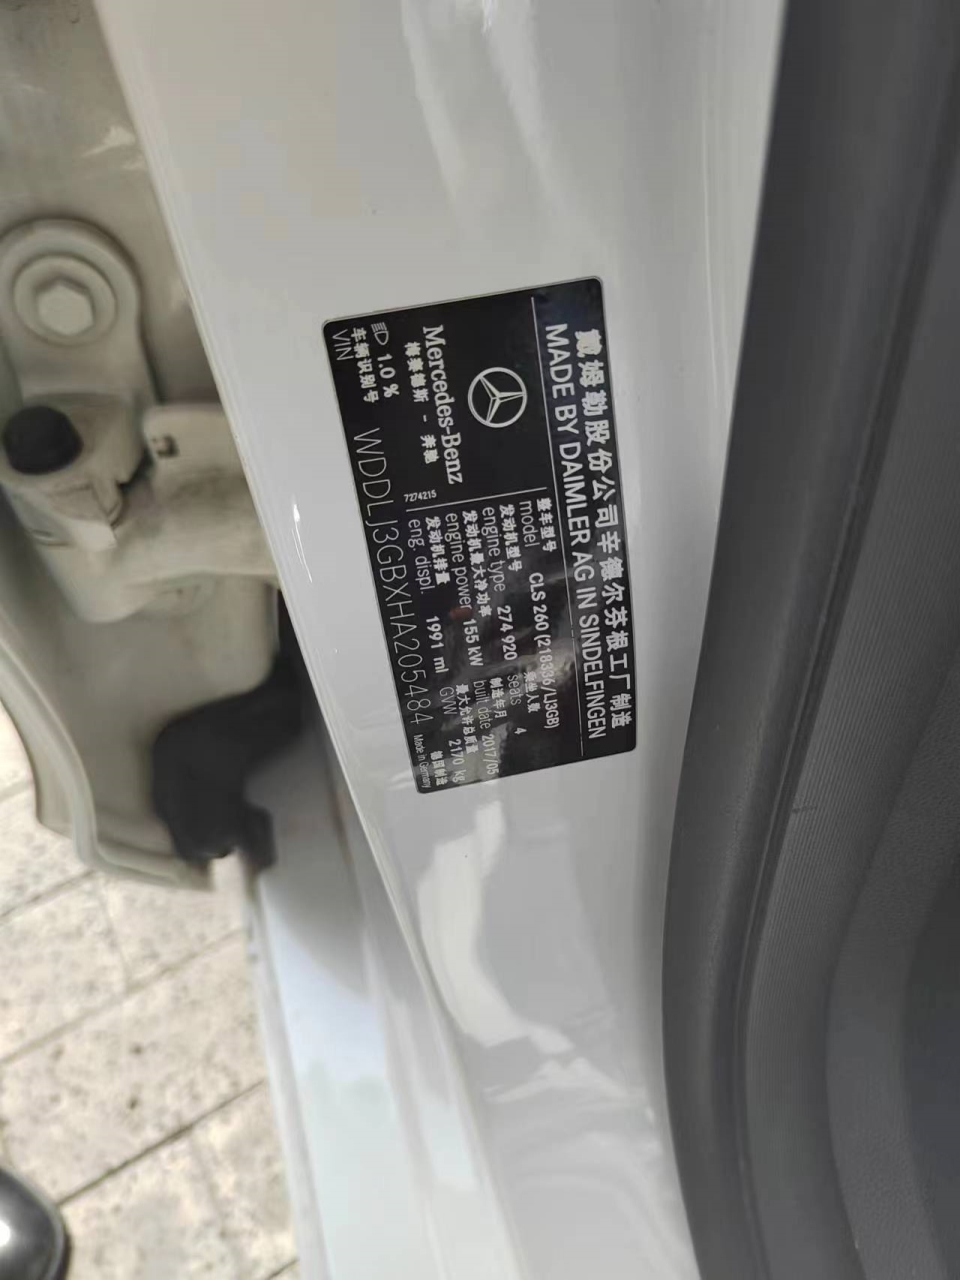 戴姆勒股份公司辛德尔芬根工厂制造
MADE BY DAIMLER AG IN SINDELFINGEN
整车型号
model CLS 260 (218336/LJ3GB)
发动机型号 乘坐人数
engine type 274 920 seats 4
发动机最大净功率 制造年月
engine power 155 kW built date 2017/05
发动机排量 最大允许总质量
eng. displ. 1991 ml GVW 2170 kg
Mercedes-Benz
梅赛德斯 - 奔驰
7274215
1.0 %
车辆识别号
VIN WDDLJ3GBXHA205484
德国制造
Made in Germany